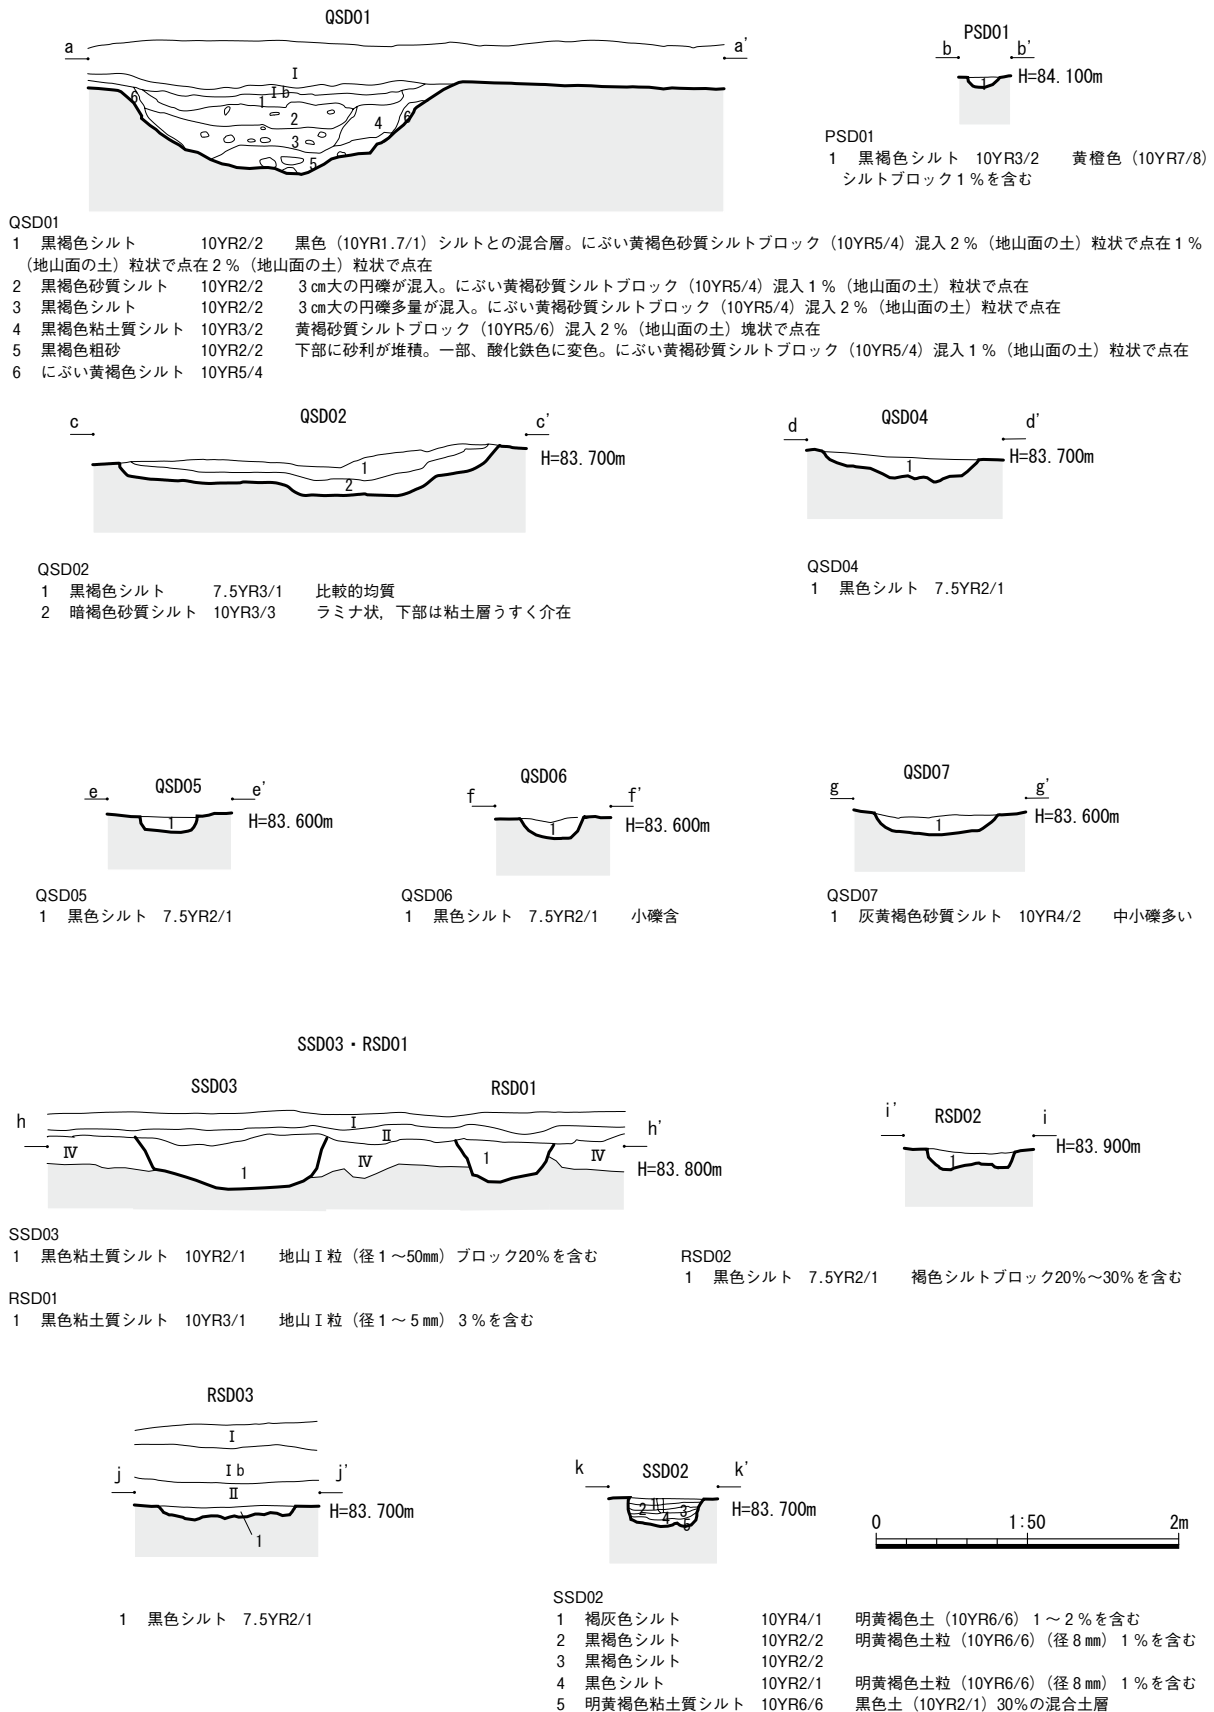 QSD01
a a'
Ⅰ
Ⅰb
6 1 2 4 6
3
5
PSD01
b b'
1 H=84.100m
PSD01
1 黒褐色シルト 10YR3/2 黄橙色（10YR7/8）
シルトブロック１%を含む
QSD01
1 黒褐色シルト 10YR2/2 黒色（10YR1.7/1）シルトとの混合層。にぶい黄褐色砂質シルトブロック（10YR5/4）混入２%（地山面の土）粒状で点在１%
（地山面の土）粒状で点在２%（地山面の土）粒状で点在
2 黒褐色砂質シルト 10YR2/2 ３㎝大の円礫が混入。にぶい黄褐砂質シルトブロック（10YR5/4）混入１%（地山面の土）粒状で点在
3 黒褐色シルト 10YR2/2 ３㎝大の円礫多量が混入。にぶい黄褐砂質シルトブロック（10YR5/4）混入２%（地山面の土）粒状で点在
4 黒褐色粘土質シルト 10YR3/2 黄褐砂質シルトブロック（10YR5/6）混入２%（地山面の土）塊状で点在
5 黒褐色粗砂 10YR2/2 下部に砂利が堆積。一部、酸化鉄色に変色。にぶい黄褐砂質シルトブロック（10YR5/4）混入１%（地山面の土）粒状で点在
6 にぶい黄褐色シルト 10YR5/4
QSD02
c c'
1
2
H=83.700m
QSD04
d d'
1 H=83.700m
QSD02
1 黒褐色シルト 7.5YR3/1 比較的均質
2 暗褐色砂質シルト 10YR3/3 ラミナ状，下部は粘土層うすく介在
QSD04
1 黒色シルト 7.5YR2/1
QSD05
e e'
1 H=83.600m
QSD06
f f'
1 H=83.600m
QSD07
g g'
1 H=83.600m
QSD05
1 黒色シルト 7.5YR2/1
QSD06
1 黒色シルト 7.5YR2/1 小礫含
QSD07
1 灰黄褐色砂質シルト 10YR4/2 中小礫多い
SSD03・RSD01
SSD03 RSD01
h h'
Ⅰ
Ⅱ
Ⅳ 1 Ⅳ 1 Ⅳ
H=83.800m
RSD02
i' i
1 H=83.900m
SSD03
1 黒色粘土質シルト 10YR2/1 地山Ⅰ粒（径１～50㎜）ブロック20%を含む
RSD02
1 黒色シルト 7.5YR2/1 褐色シルトブロック20%～30%を含む
RSD01
1 黒色粘土質シルト 10YR3/1 地山Ⅰ粒（径１～５㎜）３%を含む
RSD03
Ⅰ
Ⅰb
Ⅱ
j j'
H=83.700m
1
1 黒色シルト 7.5YR2/1
SSD02
k k'
2 1 3
4 5
H=83.700m
0 1:50 2m
SSD02
1 褐灰色シルト 10YR4/1 明黄褐色土（10YR6/6）１～２%を含む
2 黒褐色シルト 10YR2/2 明黄褐色土粒（10YR6/6）（径８㎜）１%を含む
3 黒褐色シルト 10YR2/2
4 黒色シルト 10YR2/1 明黄褐色土粒（10YR6/6）（径８㎜）１%を含む
5 明黄褐色粘土質シルト 10YR6/6 黒色土（10YR2/1）30%の混合土層